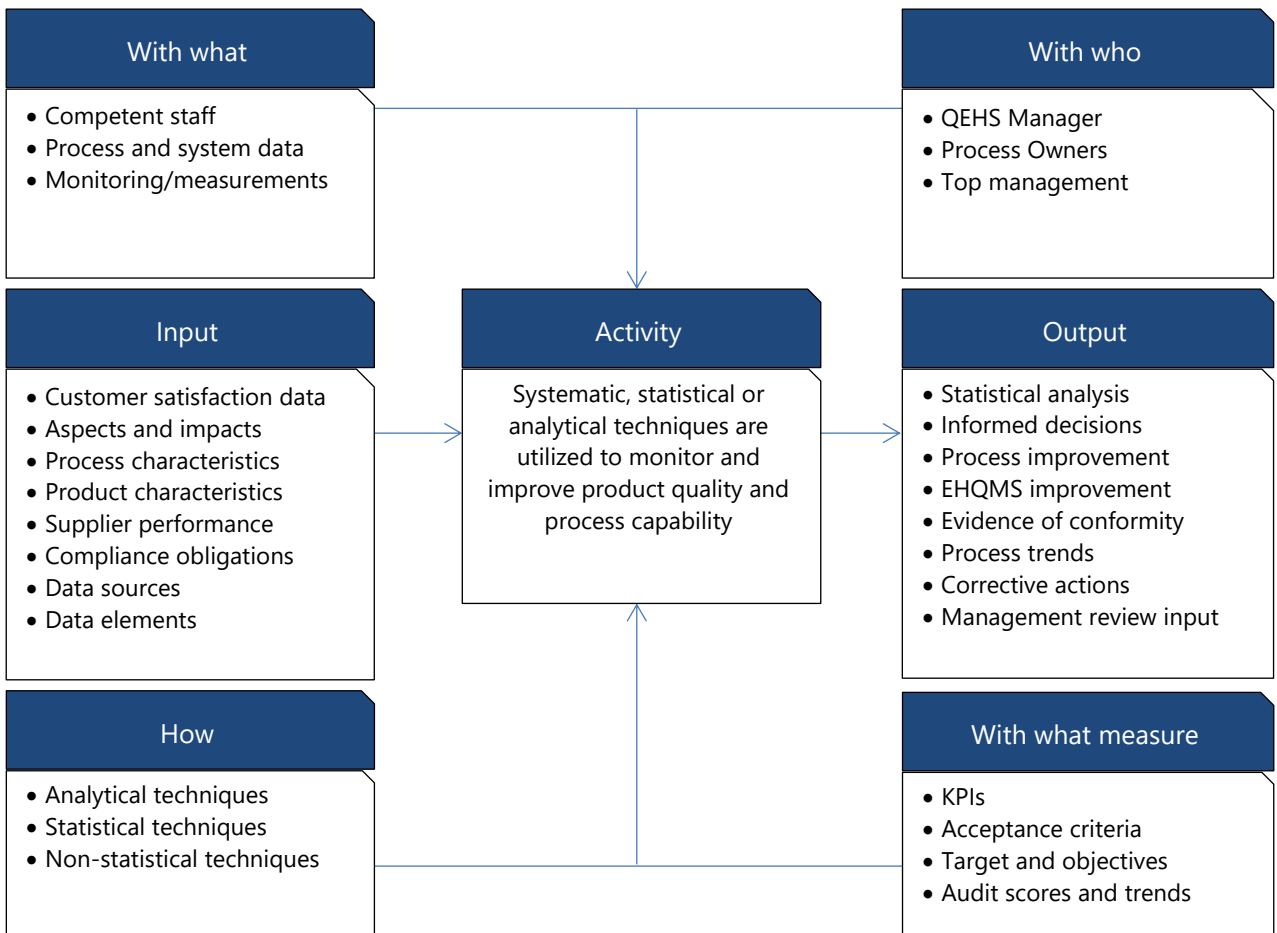 With what
• Competent staff
• Process and system data
• Monitoring/measurements
With who
• QEHS Manager
• Process Owners
• Top management
Input
• Customer satisfaction data
• Aspects and impacts
• Process characteristics
• Product characteristics
• Supplier performance
• Compliance obligations
• Data sources
• Data elements
Activity
Systematic, statistical or
analytical techniques are
utilized to monitor and
improve product quality and
process capability
Output
• Statistical analysis
• Informed decisions
• Process improvement
• EHQMS improvement
• Evidence of conformity
• Process trends
• Corrective actions
• Management review input
How
• Analytical techniques
• Statistical techniques
• Non-statistical techniques
With what measure
• KPIs
• Acceptance criteria
• Target and objectives
• Audit scores and trends